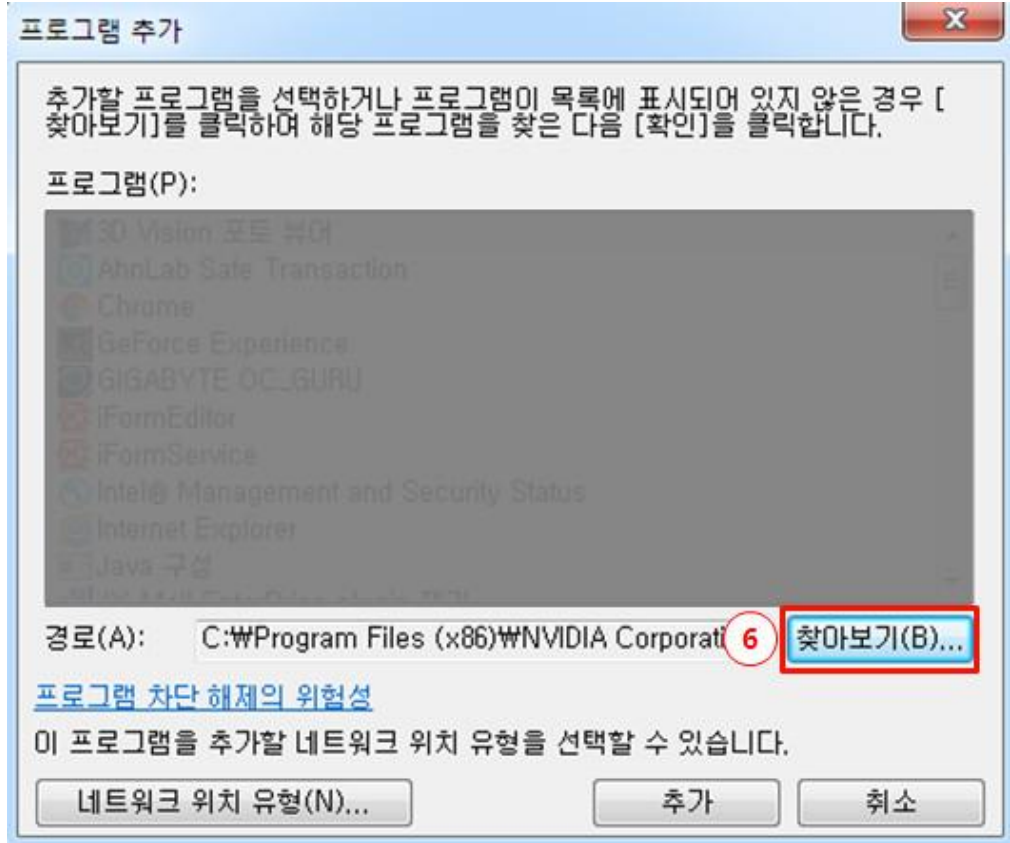 프로그램 추가
추가할 프로그램을 선택하거나 프로그램이 목록에 표시되어 있지 않은 경우 [
찾아보기]를 클릭하여 해당 프로그램을 찾은 다음 [확인]을 클릭합니다.
프로그램(P):
3D Vision 포토 뷰어
AhnLab Safe Transaction
Chrome
GeForce Experience
GIGABYTE OC_GURU
iFormEditor
iFormService
Intel® Management and Security Status
Internet Explorer
Java 구성
경로(A): C:₩Program Files (x86)₩NVIDIA Corporati 6 찾아보기(B)...
프로그램 차단 해제의 위험성
이 프로그램을 추가할 네트워크 위치 유형을 선택할 수 있습니다.
네트워크 위치 유형(N)... 추가 취소